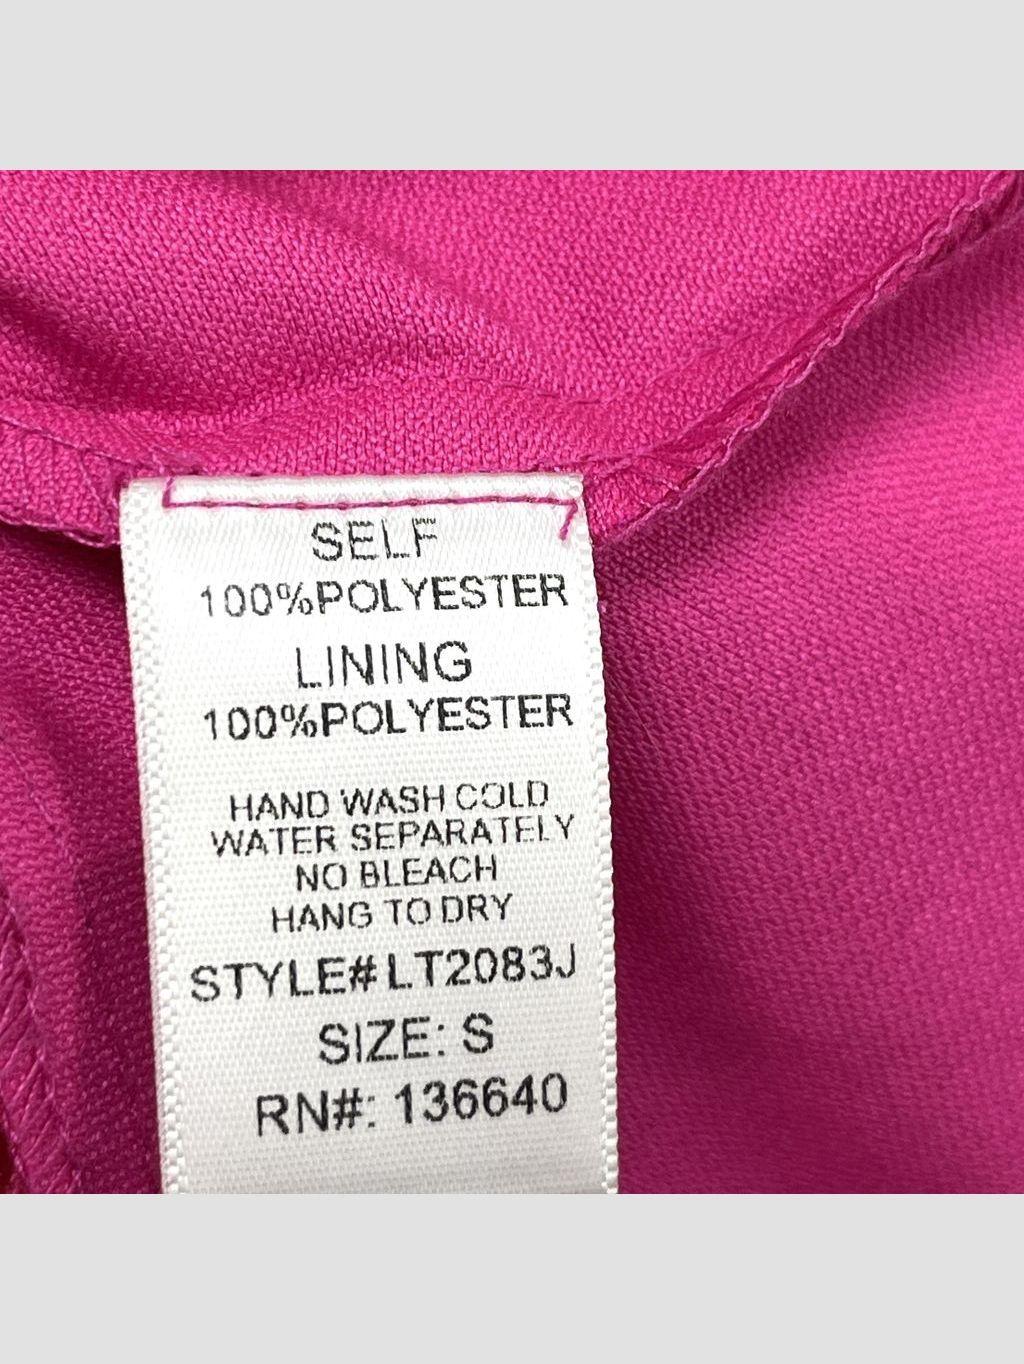 SELF
100%POLYESTER
LINING
100%POLYESTER
HAND WASH COLD
WATER SEPARATELY
NO BLEACH
HANG TO DRY
STYLE# LT2083J
SIZE: S
RN#: 136640